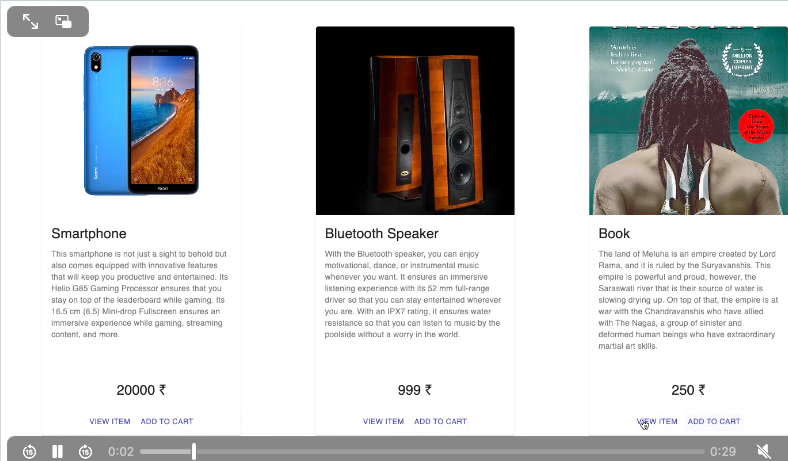 8:16
Redmi
Redmi
Smartphone
This smartphone is not just a sight to behold but
also comes equipped with innovative features
that will keep you productive and entertained. Its
Helio G85 Gaming Processor ensures that you
stay on top of the leaderboard while gaming. Its
16.5 cm (6.5) Mini-drop Fullscreen ensures an
immersive experience while gaming, streaming
content, and more.
20000 ₹
VIEW ITEM ADD TO CART
Bluetooth Speaker
With the Bluetooth speaker, you can enjoy
motivational, dance, or instrumental music
whenever you want. It ensures an immersive
listening experience with its 52 mm full-range
driver so that you can stay entertained wherever
you are. With an IPX7 rating, it ensures water
resistance so that you can listen to music by the
poolside without a worry in the world.
999 ₹
VIEW ITEM ADD TO CART
MILLION
COPIES
IN PRINT
Book
The land of Meluha is an empire created by Lord
Rama, and it is ruled by the Suryavanshis. This
empire is powerful and proud, however, the
Saraswati river that is their source of water is
slowing drying up. On top of that, the empire is at
war with the Chandravanshis who have allied
with The Nagas, a group of sinister and
deformed human beings who have extraordinary
martial art skills.
250 ₹
VIEW ITEM ADD TO CART
15
15
0:02
0:29